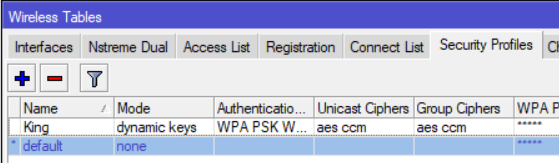 Wireless Tables
Interfaces Nstreme Dual Access List Registration Connect List Security Profiles
Name / Mode Authenticatio... Unicast Ciphers Group Ciphers WPA P
King dynamic keys WPA PSK W... aes ccm aes ccm *****
* default none *****